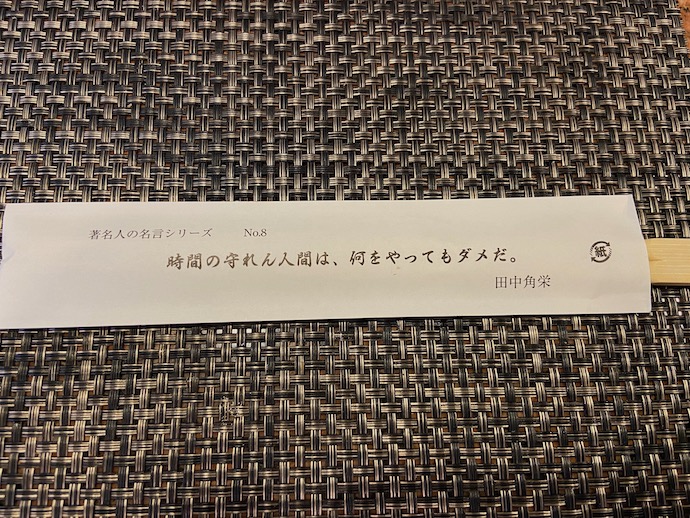 著名人の名言シリーズ No.8
時間の守れん人間は、何をやってもダメだ。
田中角栄
紙